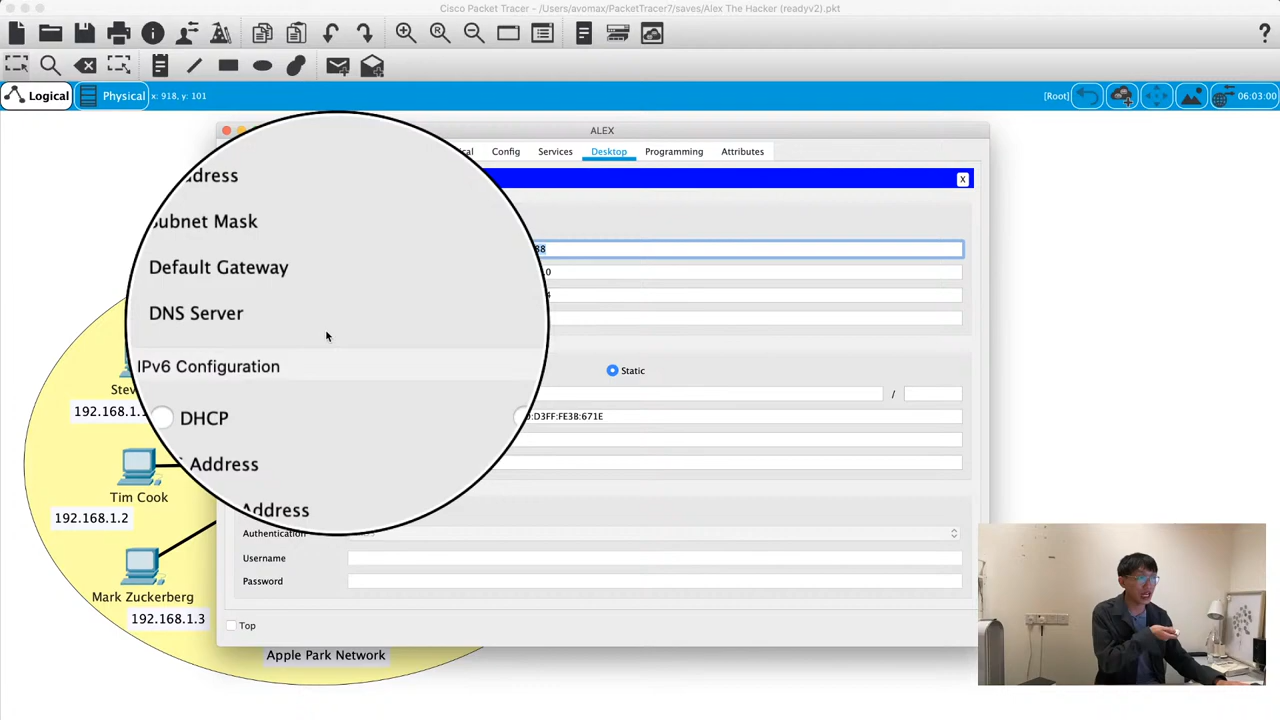 Cisco Packet Tracer - /Users/avomax/PacketTracer7/saves/Alex The Hacker (readyv2).pkt
?
Logical
Physical
x: 918, y: 101
[Root]
06:03:00
ALEX
Config
Services
Desktop
Programming
Attributes
X
Subnet Mask
Default Gateway
DNS Server
IPv6 Configuration
DHCP
Static
/
:D3FF:FE3B:671E
Address
Address
Authentication
Username
Password
Top
192.168.1.
Tim Cook
192.168.1.2
Mark Zuckerberg
192.168.1.3
Apple Park Network